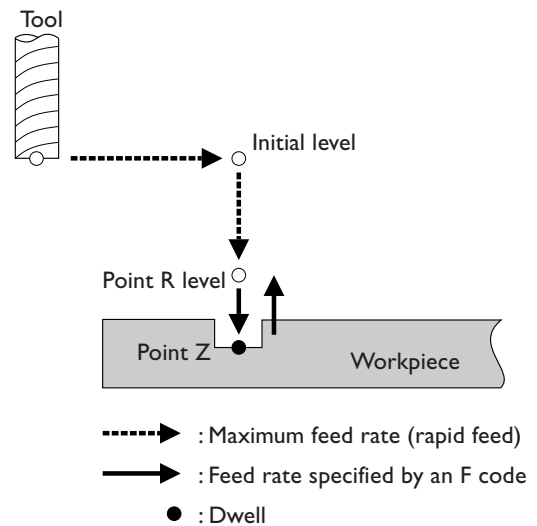 Tool
Initial level
Point R level
Point Z
Workpiece
: Maximum feed rate (rapid feed)
: Feed rate specified by an F code
: Dwell